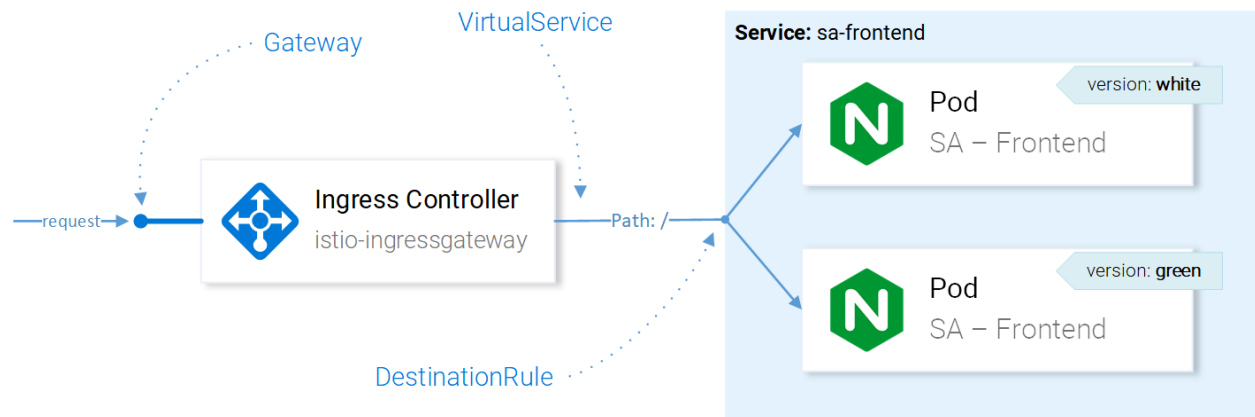 VirtualService
Gateway
Service: sa-frontend
version: white
Pod
SA – Frontend
Ingress Controller
istio-ingressgateway
request
Path: /
version: green
Pod
SA – Frontend
DestinationRule